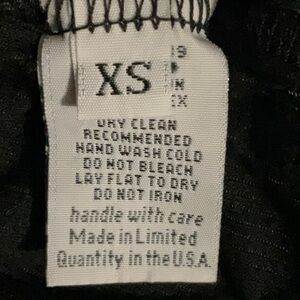 XS
DRY CLEAN
RECOMMENDED
HAND WASH COLD
DO NOT BLEACH
LAY FLAT TO DRY
DO NOT IRON
handle with care
Made in Limited
Quantity in the U.S.A.